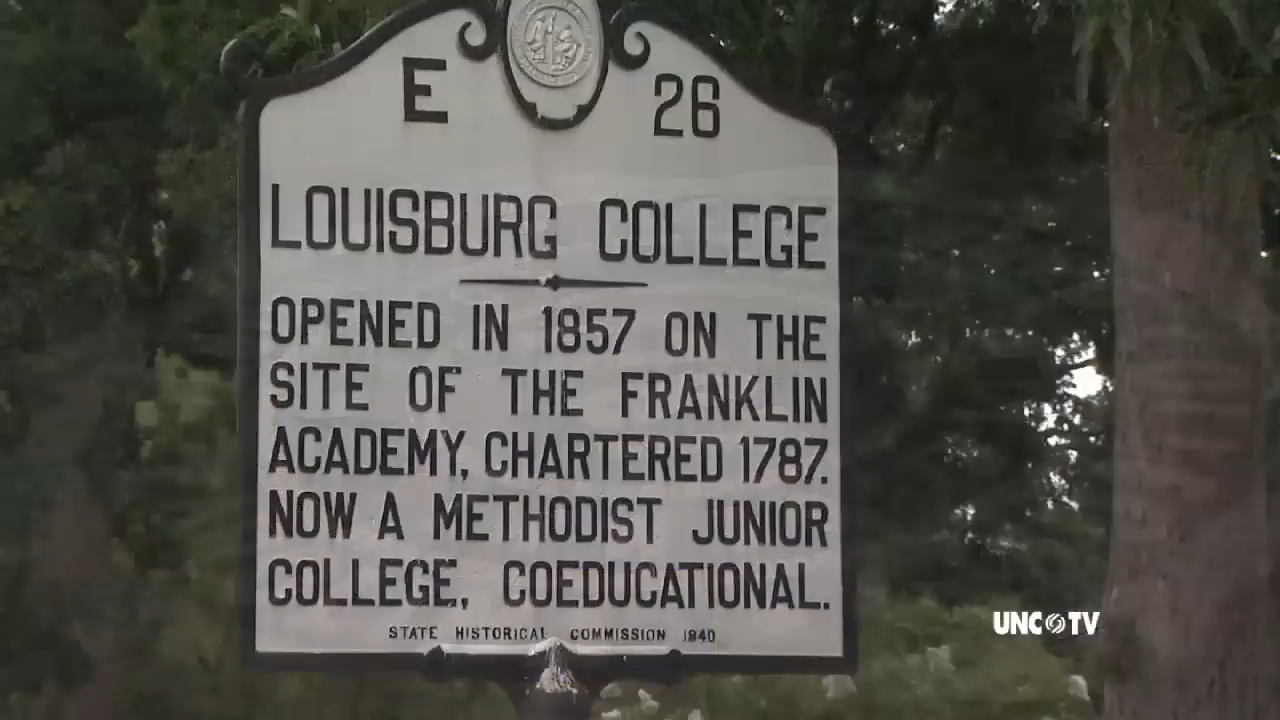 E 26
LOUISBURG COLLEGE
OPENED IN 1857 ON THE
SITE OF THE FRANKLIN
ACADEMY, CHARTERED 1787.
NOW A METHODIST JUNIOR
COLLEGE, COEDUCATIONAL.
STATE HISTORICAL COMMISSION 1940
UNC TV